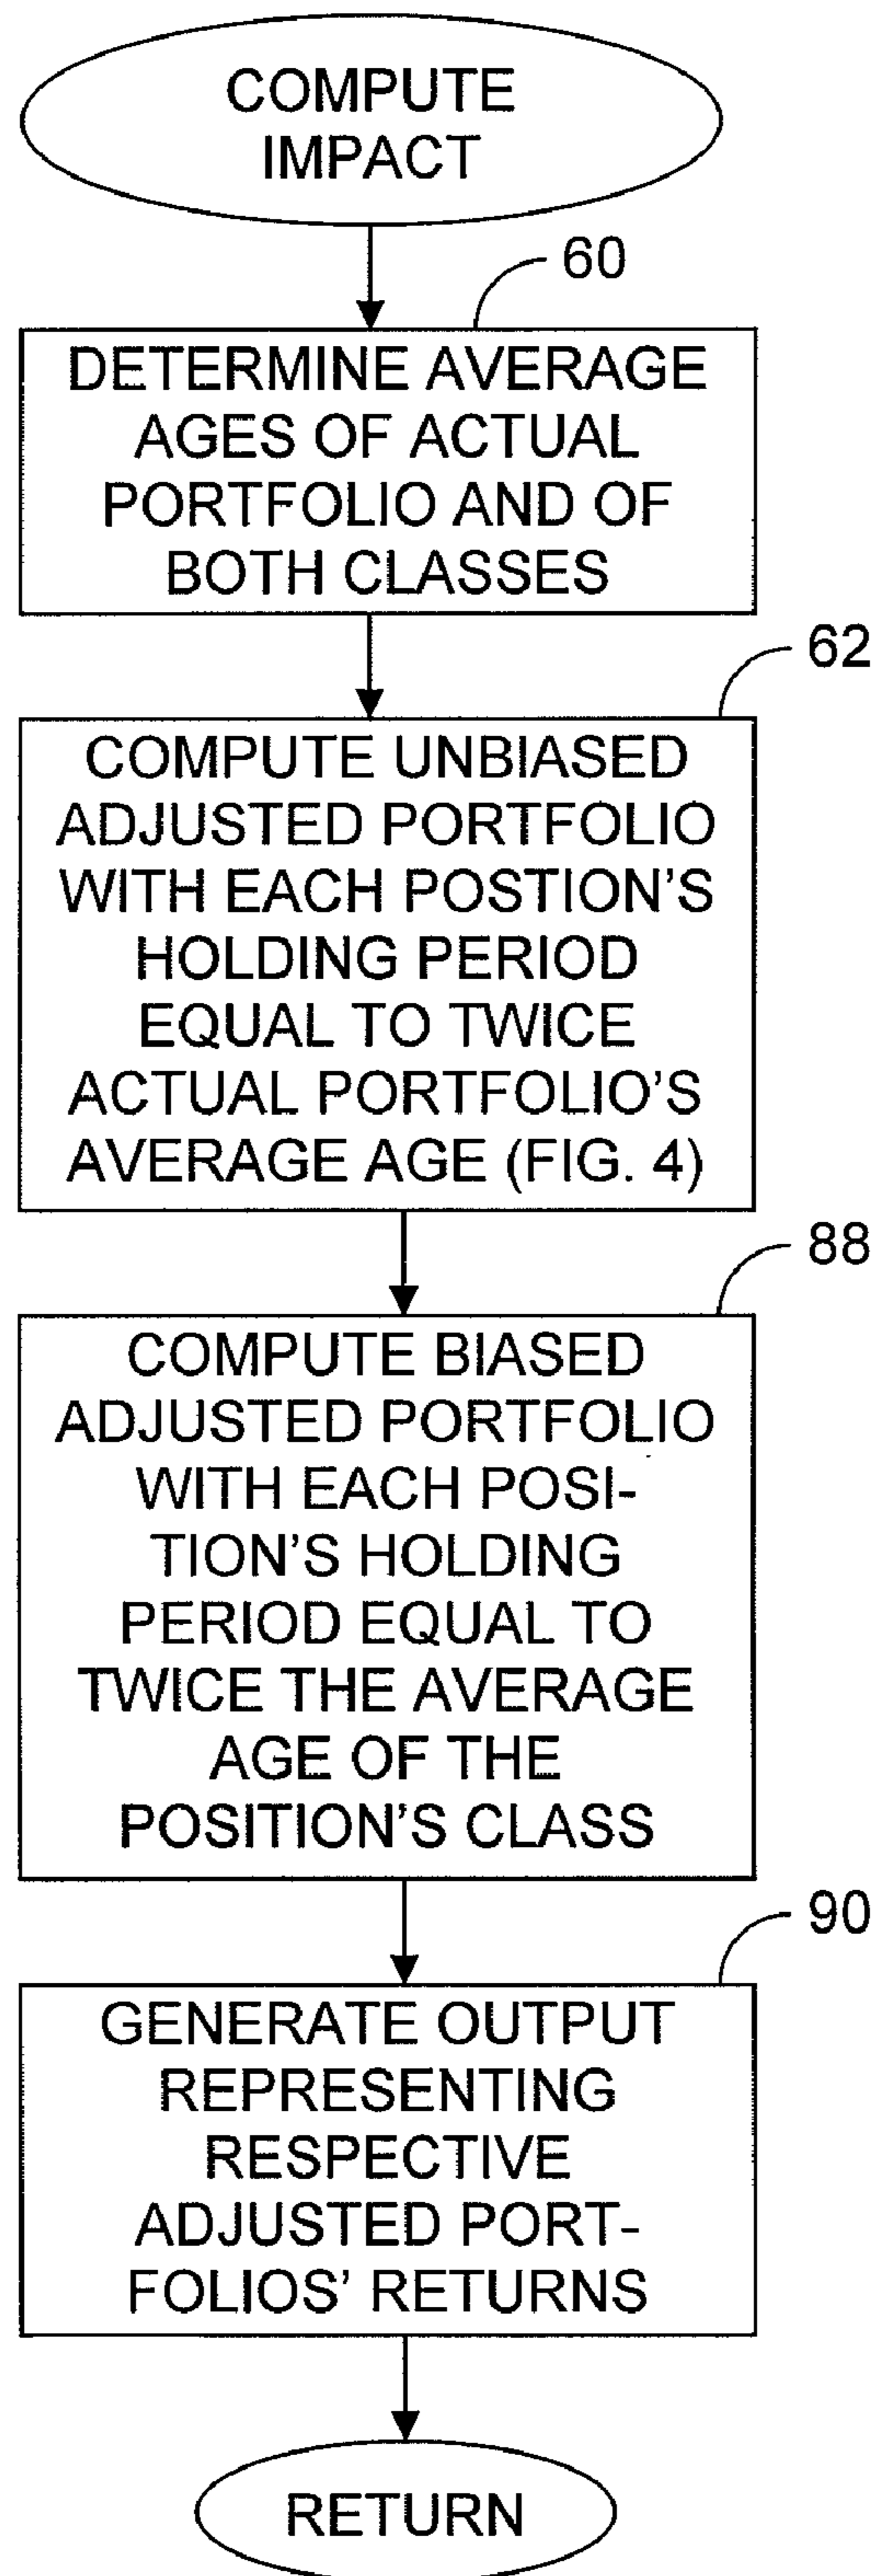 COMPUTE
IMPACT
60
DETERMINE AVERAGE
AGES OF ACTUAL
PORTFOLIO AND OF
BOTH CLASSES
62
COMPUTE UNBIASED
ADJUSTED PORTFOLIO
WITH EACH POSTION'S
HOLDING PERIOD
EQUAL TO TWICE
ACTUAL PORTFOLIO'S
AVERAGE AGE (FIG. 4)
88
COMPUTE BIASED
ADJUSTED PORTFOLIO
WITH EACH POSI-
TION'S HOLDING
PERIOD EQUAL TO
TWICE THE AVERAGE
AGE OF THE
POSITION'S CLASS
90
GENERATE OUTPUT
REPRESENTING
RESPECTIVE
ADJUSTED PORT-
FOLIOS' RETURNS
RETURN